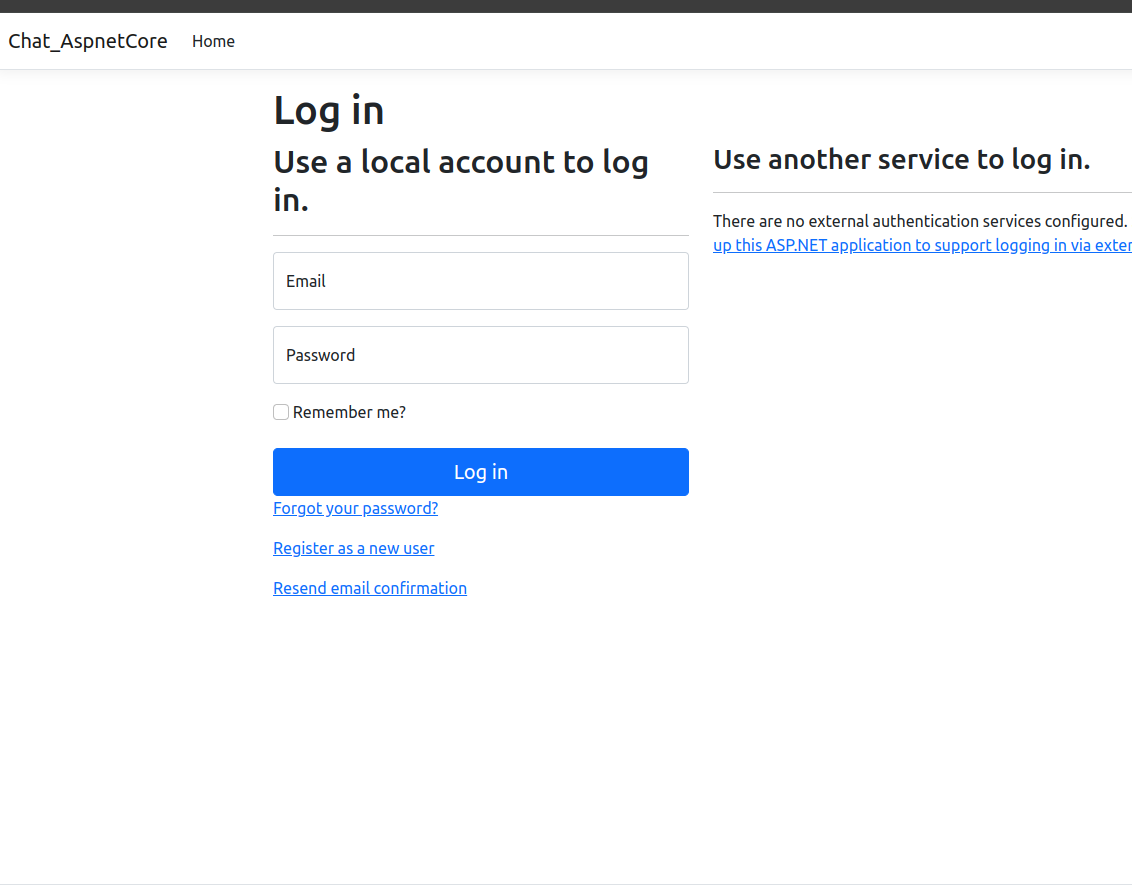 Chat_AspnetCore Home
Log in
Use a local account to log
in.
Email
Password
Remember me?
Log in
Forgot your password?
Register as a new user
Resend email confirmation
Use another service to log in.
There are no external authentication services configured.
up this ASP.NET application to support logging in via exter